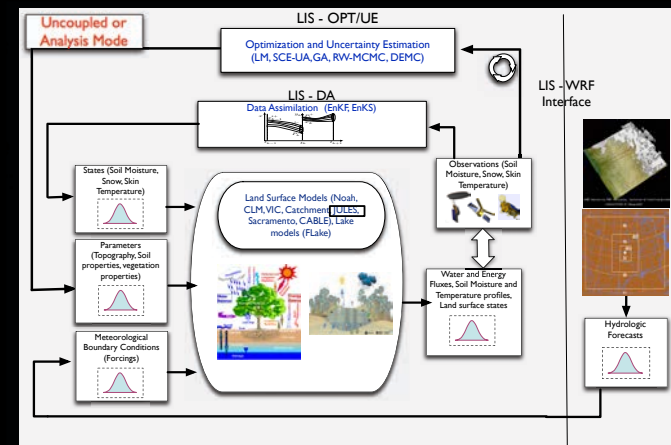 Uncoupled or
Analysis Mode
LIS - OPT/UE
Optimization and Uncertainty Estimation
(LM, SCE-UA,GA, RW-MCMC, DEMC)
LIS - WRF
Interface
LIS - DA
Data Assimilation (EnKF, EnKS)
States (Soil Moisture,
Snow, Skin
Temperature)
Land Surface Models (Noah,
CLM,VIC, Catchment, JULES,
Sacramento, CABLE), Lake
models (FLake)
Observations (Soil
Moisture, Snow, Skin
Temperature)
Parameters
(Topography, Soil
properties, vegetation
properties)
Water and Energy
Fluxes, Soil Moisture and
Temperature profiles,
Land surface states
Meteorological
Boundary Conditions
(Forcings)
Hydrologic
Forecasts